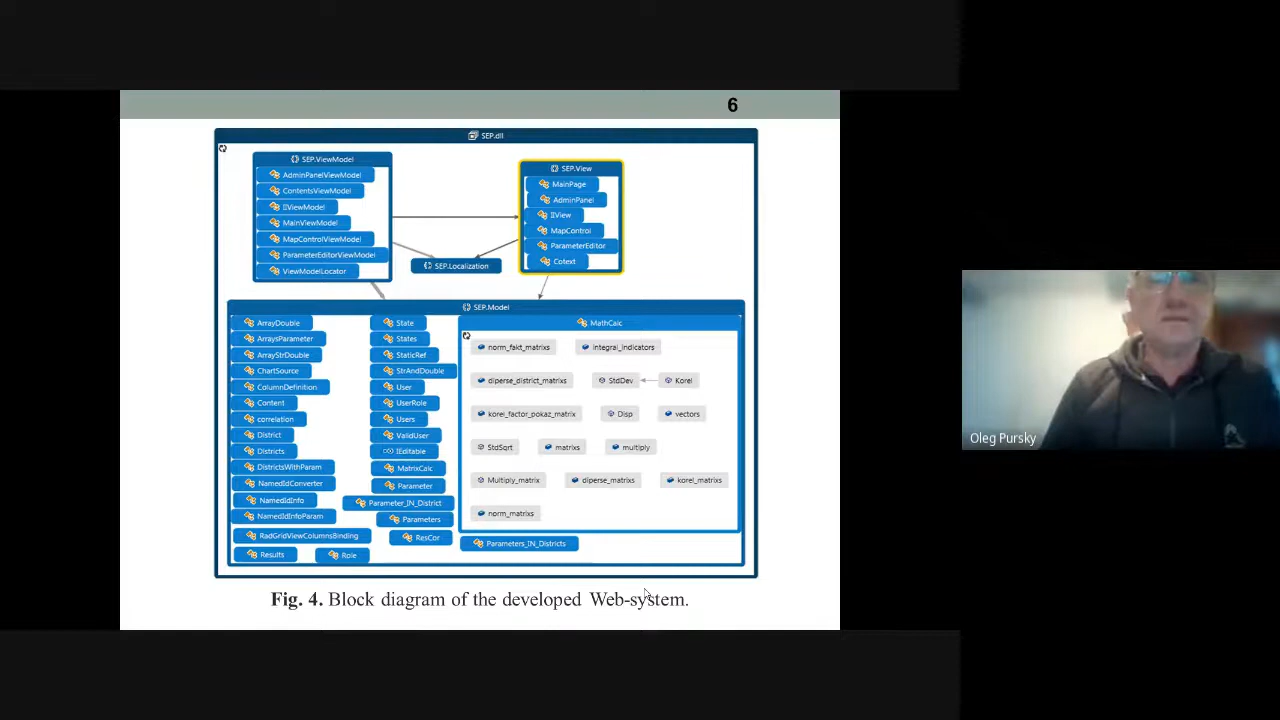 6
SEP.dll
SEP.ViewModel
AdminPanelViewModel
ContentsViewModel
IIViewModel
MainViewModel
MapControlViewModel
ParameterEditorViewModel
ViewModelLocator
SEP.View
MainPage
AdminPanel
IIView
MapControl
ParameterEditor
Cotext
SEP.Localization
SEP.Model
ArrayDouble
ArraysParameter
ArrayStrDouble
ChartSource
ColumnDefinition
Content
correlation
District
Districts
DistrictsWithParam
NamedIdConverter
NamedIdInfo
NamedIdInfoParam
RadGridViewColumnsBinding
Results
Role
State
States
StaticRef
StrAndDouble
User
UserRole
Users
ValidUser
IEditable
MatrixCalc
Parameter
Parameter_IN_District
Parameters
ResCor
MathCalc
norm_fakt_matrixs
integral_indicators
diperse_district_matrixs
StdDev
Korel
korel_factor_pokaz_matrix
Disp
vectors
StdSqrt
matrixs
multiply
Multiply_matrix
diperse_matrixs
korel_matrixs
norm_matrixs
Parameters_IN_Districts
Fig. 4. Block diagram of the developed Web-system.
Oleg Pursky